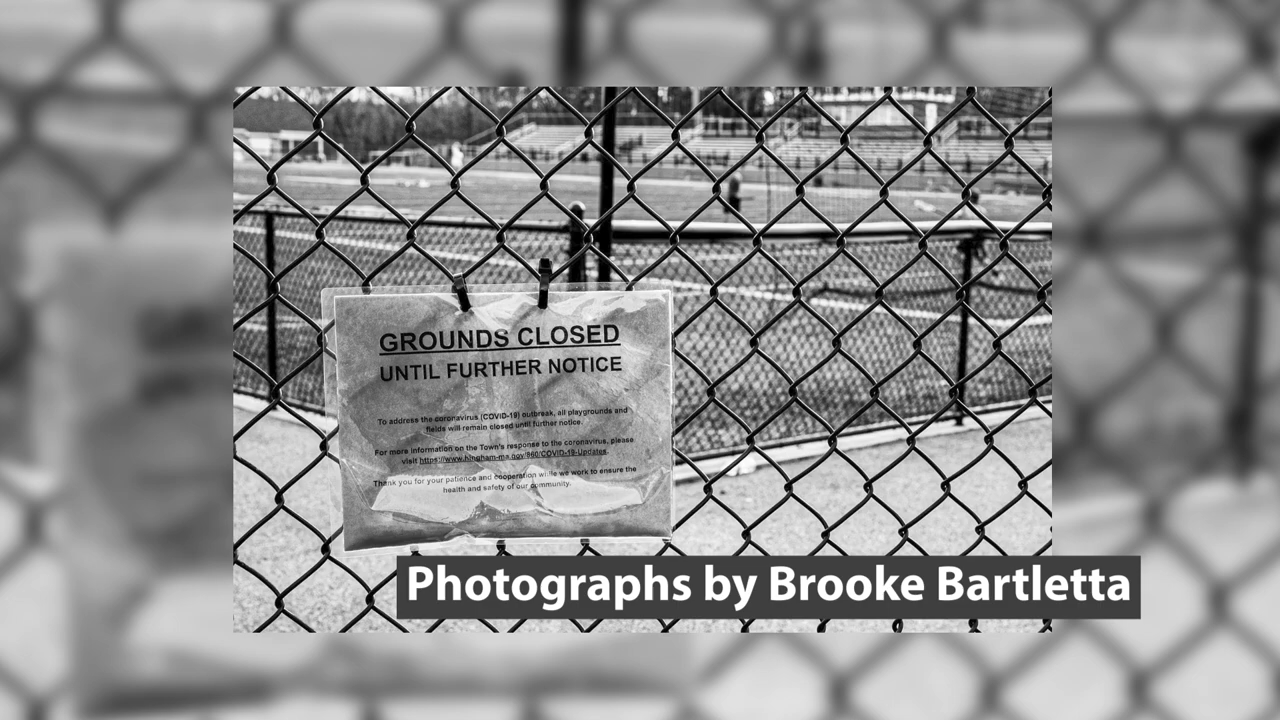 GROUNDS CLOSED
UNTIL FURTHER NOTICE
To address the coronavirus (COVID-19) outbreak, all playgrounds and
fields will remain closed until further notice.
For more information on the Town's response to the coronavirus, please
visit https://www.hingham-ma.gov/860/COVID-19-Updates.
Thank you for your patience and cooperation while we work to ensure the
health and safety of our community.
Photographs by Brooke Bartletta